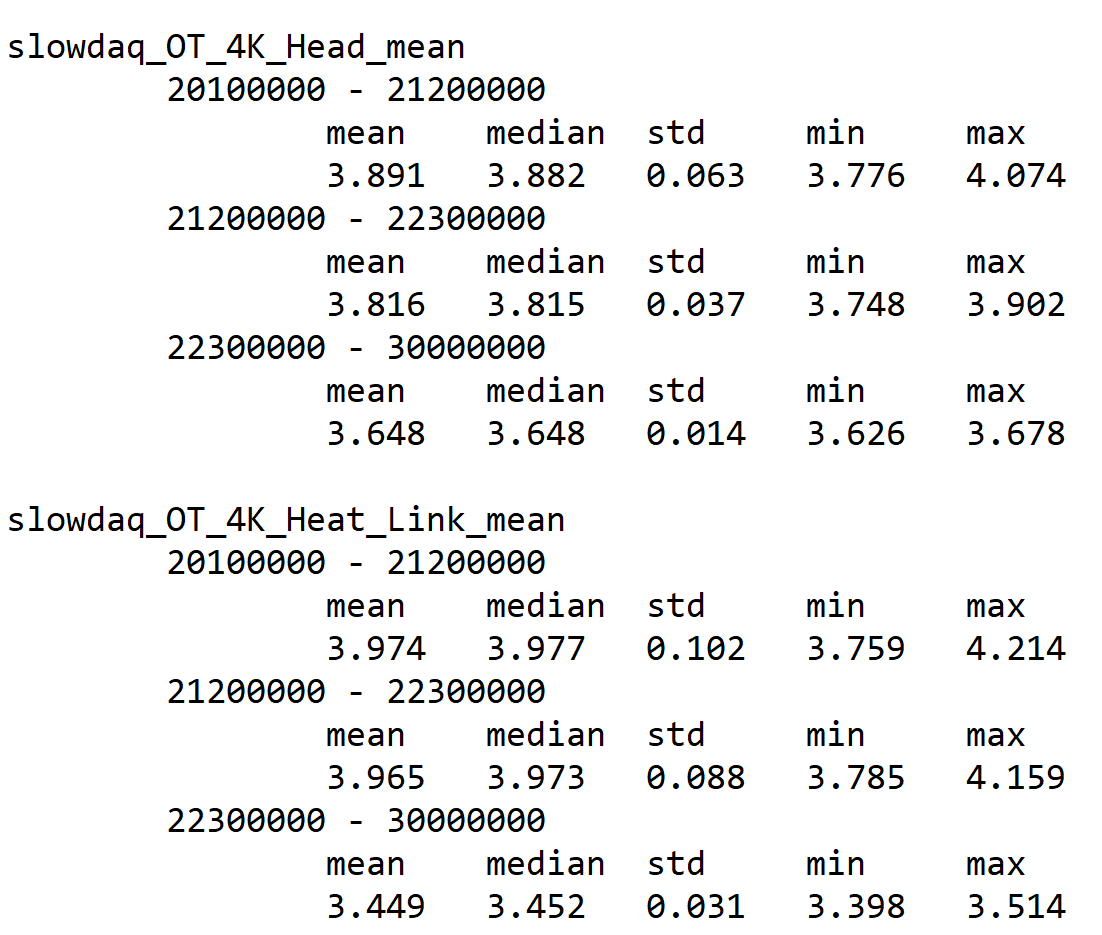 slowdaq_OT_4K_Head_mean
20100000 - 21200000
mean median std min max
3.891 3.882 0.063 3.776 4.074
21200000 - 22300000
mean median std min max
3.816 3.815 0.037 3.748 3.902
22300000 - 30000000
mean median std min max
3.648 3.648 0.014 3.626 3.678
slowdaq_OT_4K_Heat_Link_mean
20100000 - 21200000
mean median std min max
3.974 3.977 0.102 3.759 4.214
21200000 - 22300000
mean median std min max
3.965 3.973 0.088 3.785 4.159
22300000 - 30000000
mean median std min max
3.449 3.452 0.031 3.398 3.514